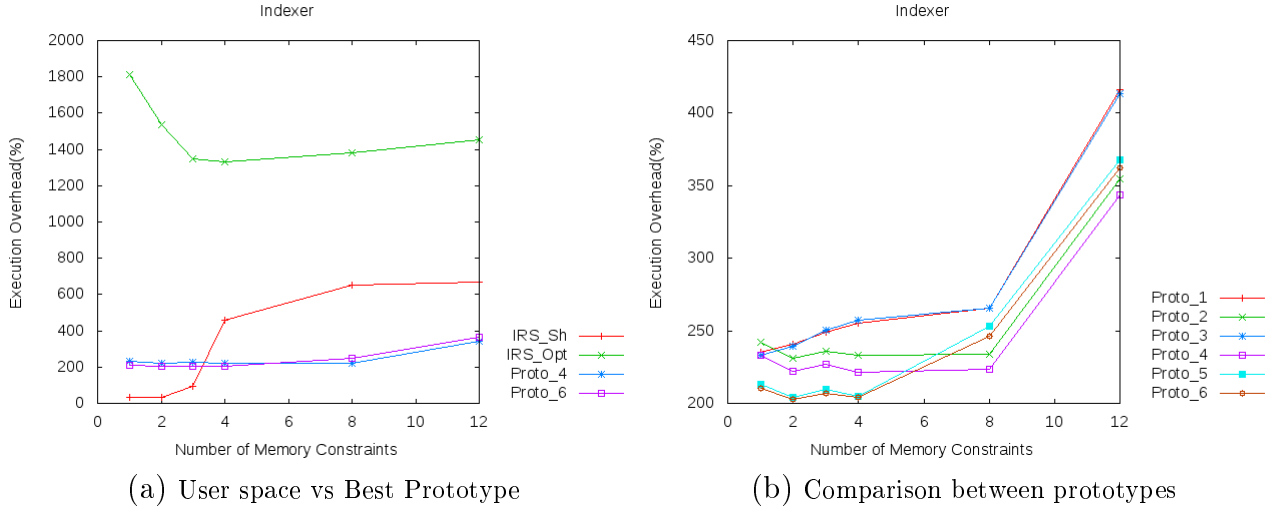 Indexer
2000
1800
1600
1400
1200
1000
800
600
400
200
0
Execution Overhead(%)
0 2 4 6 8 10 12
Number of Memory Constraints
IRS_Sh
IRS_Opt
Proto_4
Proto_6
(a) User space vs Best Prototype
Indexer
450
400
350
300
250
200
Execution Overhead(%)
0 2 4 6 8 10 12
Number of Memory Constraints
Proto_1
Proto_2
Proto_3
Proto_4
Proto_5
Proto_6
(b) Comparison between prototypes